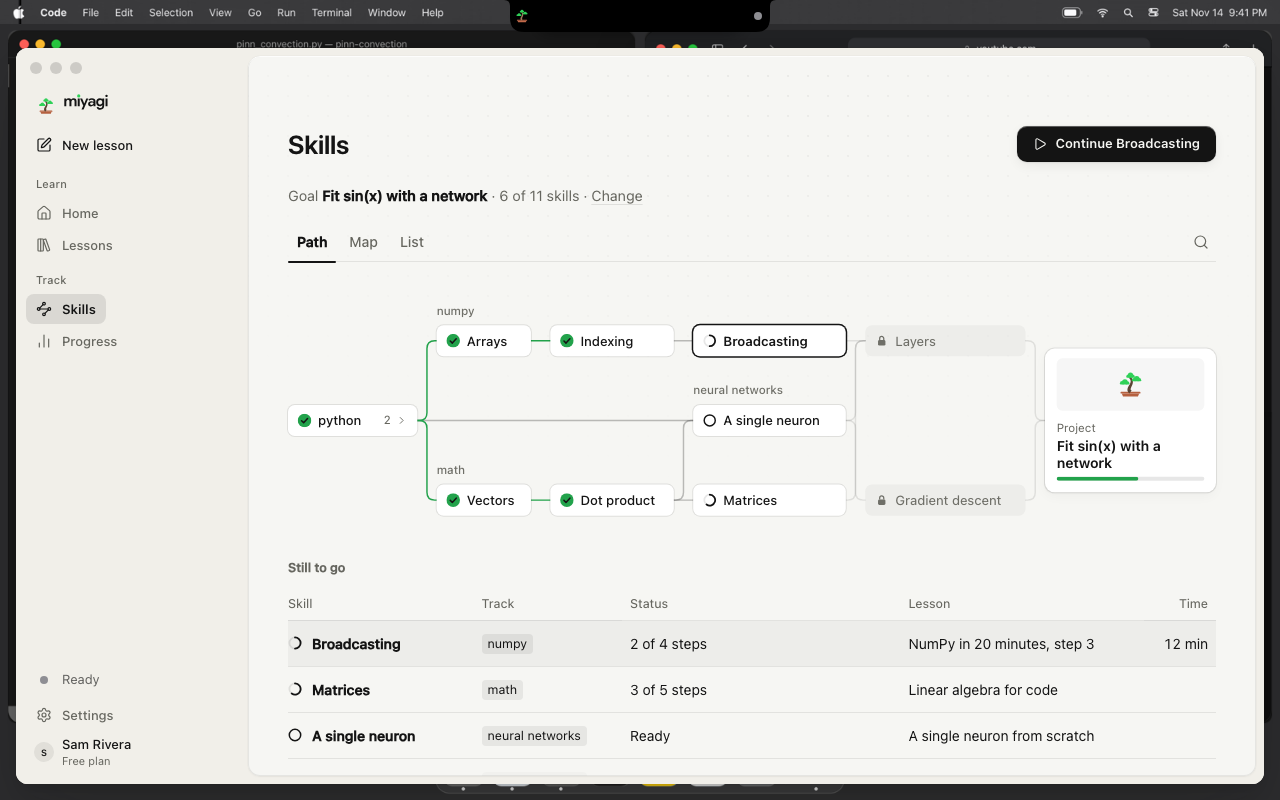 Code File Edit Selection View Go Run Terminal Window Help
Sat Nov 14 9:41 PM
pinn_convection.py — pinn-convection
miyagi
New lesson
Learn
Home
Lessons
Track
Skills
Progress
Ready
Settings
S
Sam Rivera
Free plan
Skills
Continue Broadcasting
Goal Fit sin(x) with a network · 6 of 11 skills · Change
Path Map List
numpy
Arrays
Indexing
Broadcasting
Layers
neural networks
python 2
A single neuron
math
Vectors
Dot product
Matrices
Gradient descent
Project
Fit sin(x) with a
network
Still to go
Skill Track Status Lesson Time
Broadcasting numpy 2 of 4 steps NumPy in 20 minutes, step 3 12 min
Matrices math 3 of 5 steps Linear algebra for code
A single neuron neural networks Ready A single neuron from scratch